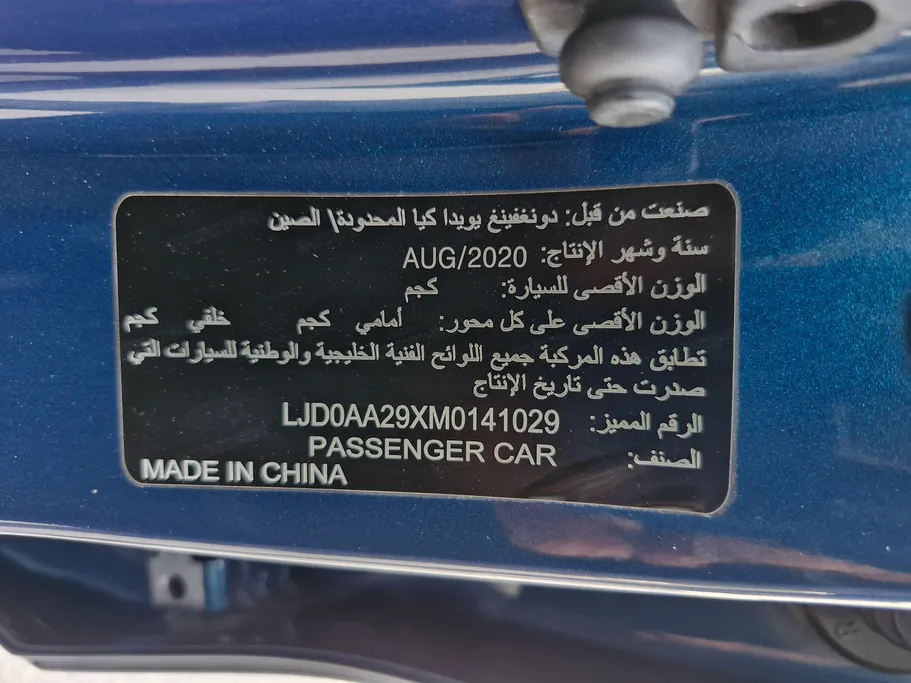 صنعت من قبل: دونغفينغ يويدا كيا المحدودة\ الصين
سنة وشهر الإنتاج: AUG/2020
الوزن الأقصى للسيارة: كجم
الوزن الأقصى على كل محور: أمامي كجم خلفي كجم
تطابق هذه المركبة جميع اللوائح الفنية الخليجية والوطنية للسيارات التي
صدرت حتى تاريخ الإنتاج
الرقم المميز: LJD0AA29XM0141029
الصنف: PASSENGER CAR
MADE IN CHINA